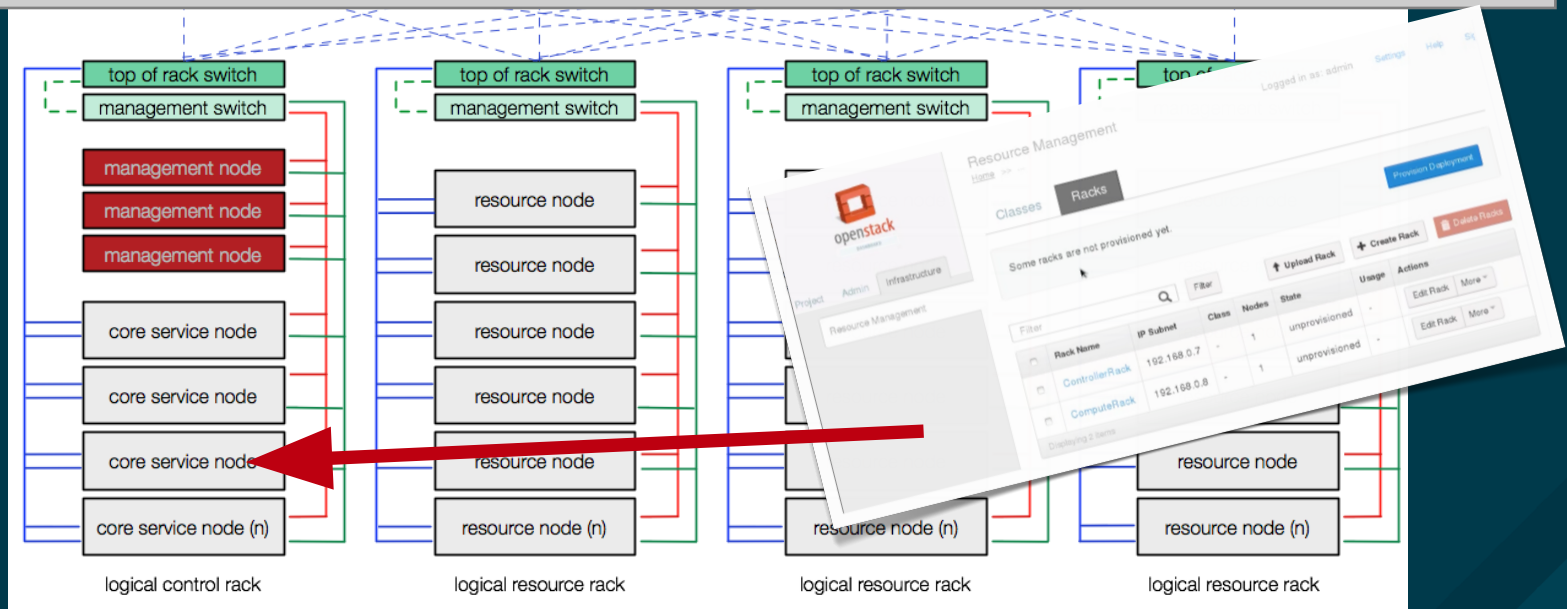 top of rack switch
management switch
management node
management node
management node
core service node
core service node
core service node
core service node (n)
logical control rack
top of rack switch
management switch
resource node
resource node
resource node
resource node
resource node
resource node (n)
logical resource rack
top of rack switch
management switch
resource node (n)
logical resource rack
top of
resource node
resource node (n)
logical resource rack
Logged in as: admin
Settings
Help
openstack
Project
Admin
Infrastructure
Resource Management
Resource Management
Home >>
Classes
Racks
Some racks are not provisioned yet.
Provision Deployment
Filter
Filter
Upload Rack
Create Rack
Delete Racks
Rack Name IP Subnet Class Nodes State Usage Actions
ControllerRack 192.168.0.7 - 1 unprovisioned - Edit Rack More
ComputeRack 192.168.0.8 - 1 unprovisioned - Edit Rack More
Displaying 2 items